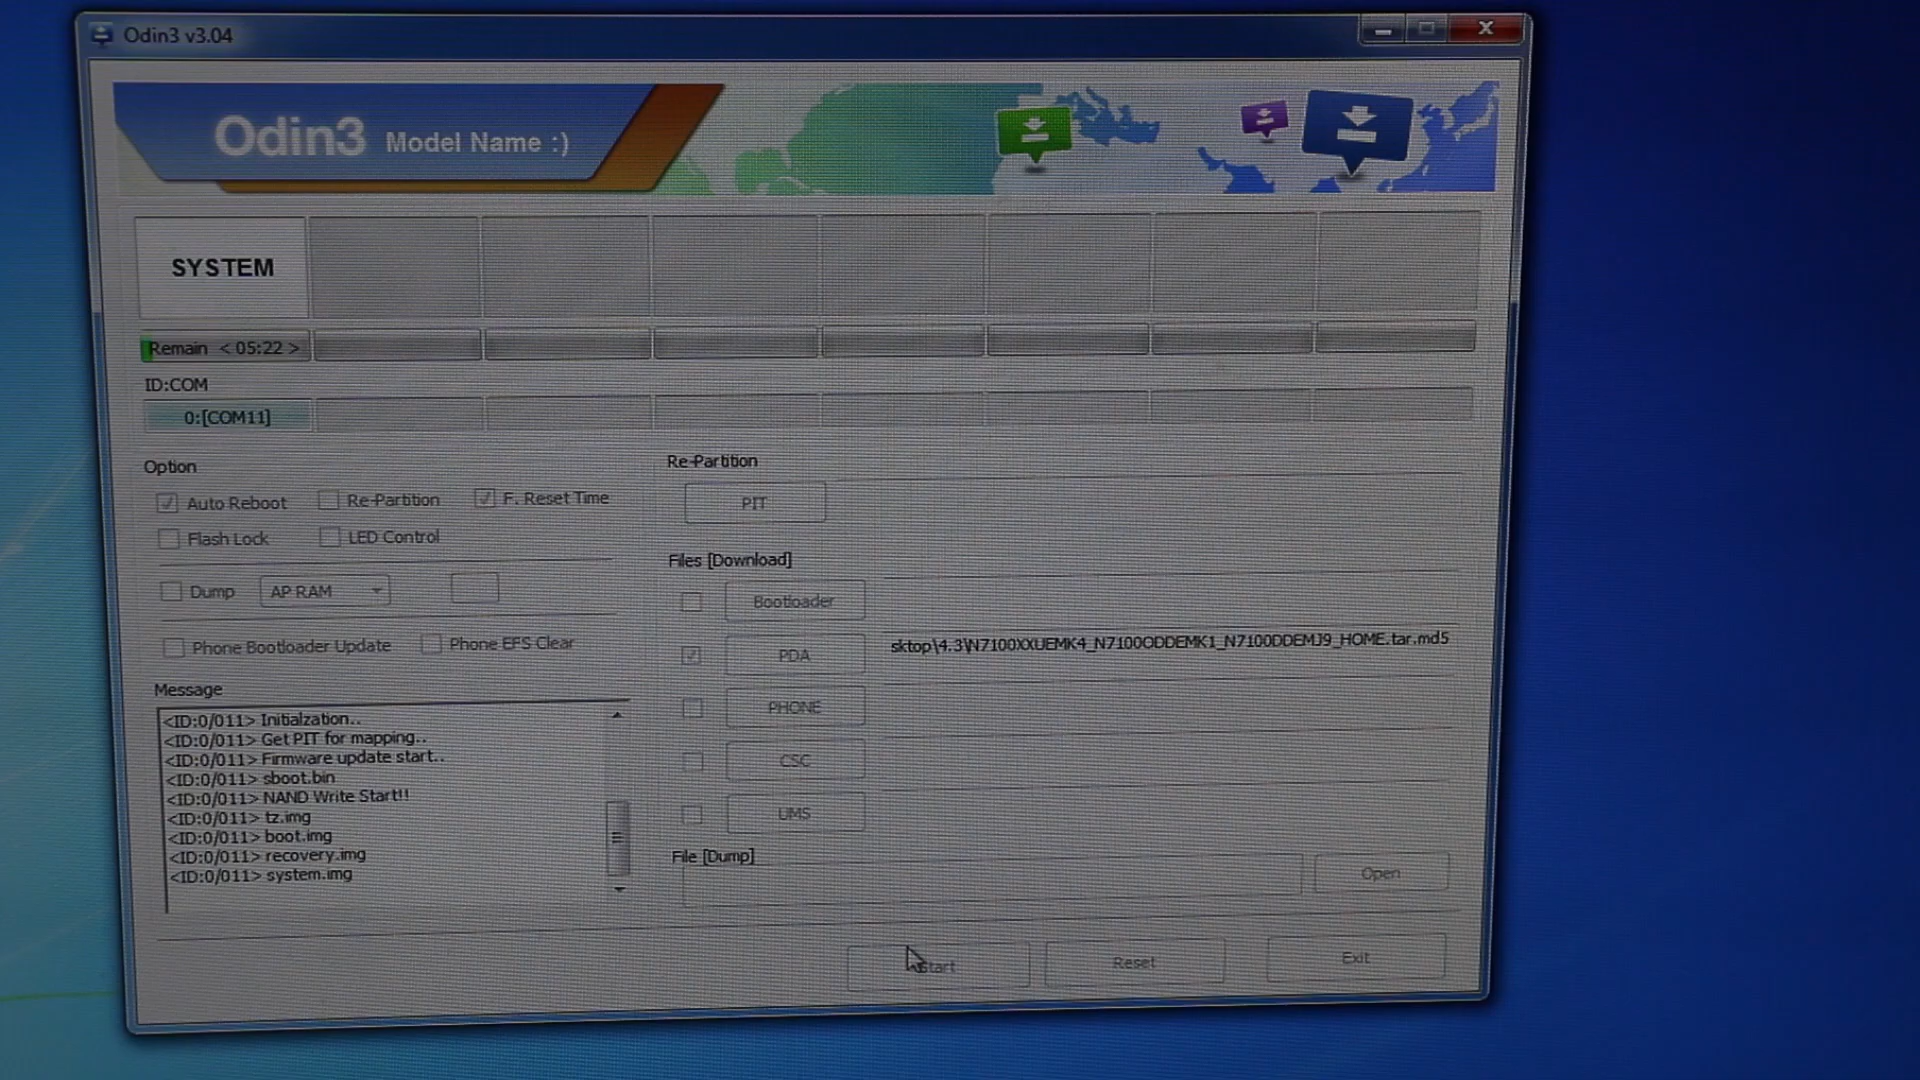 Odin3 v3.04
Odin3 Model Name :)
SYSTEM
Remain < 05:22 >
ID:COM
0:[COM11]
Option
Auto Reboot
Re-Partition
F. Reset Time
Flash Lock
LED Control
Dump
AP RAM
Phone Bootloader Update
Phone EFS Clear
Message
<ID:0/011> Initialzation..
<ID:0/011> Get PIT for mapping..
<ID:0/011> Firmware update start..
<ID:0/011> sboot.bin
<ID:0/011> NAND Write Start!!
<ID:0/011> tz.img
<ID:0/011> boot.img
<ID:0/011> recovery.img
<ID:0/011> system.img
Re-Partition
PIT
Files [Download]
Bootloader
PDA
sktop\4.3\N7100XXUEMK4_N7100ODDEMK1_N7100DDEMJ9_HOME.tar.md5
PHONE
CSC
UMS
File [Dump]
Open
Start
Reset
Exit